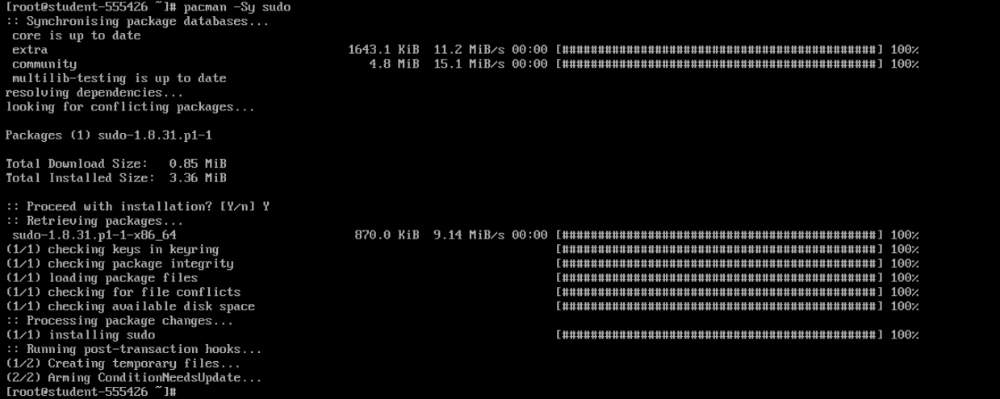 [root@student-555426 ~]# pacman -Sy sudo
:: Synchronising package databases...
 core is up to date
 extra 1643.1 KiB 11.2 MiB/s 00:00 [############################################] 100%
 community 4.8 MiB 15.1 MiB/s 00:00 [############################################] 100%
 multilib-testing is up to date
resolving dependencies...
looking for conflicting packages...

Packages (1) sudo-1.8.31.p1-1

Total Download Size:   0.85 MiB
Total Installed Size:  3.36 MiB

:: Proceed with installation? [Y/n] Y
:: Retrieving packages...
 sudo-1.8.31.p1-1-x86_64 870.0 KiB 9.14 MiB/s 00:00 [############################################] 100%
(1/1) checking keys in keyring [############################################] 100%
(1/1) checking package integrity [############################################] 100%
(1/1) loading package files [############################################] 100%
(1/1) checking for file conflicts [############################################] 100%
(1/1) checking available disk space [############################################] 100%
:: Processing package changes...
(1/1) installing sudo [############################################] 100%
:: Running post-transaction hooks...
(1/2) Creating temporary files...
(2/2) Arming ConditionNeedsUpdate...
[root@student-555426 ~]#